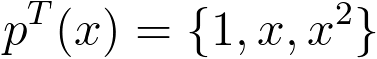 $p^T(x) = \{1, x, x^2\}$